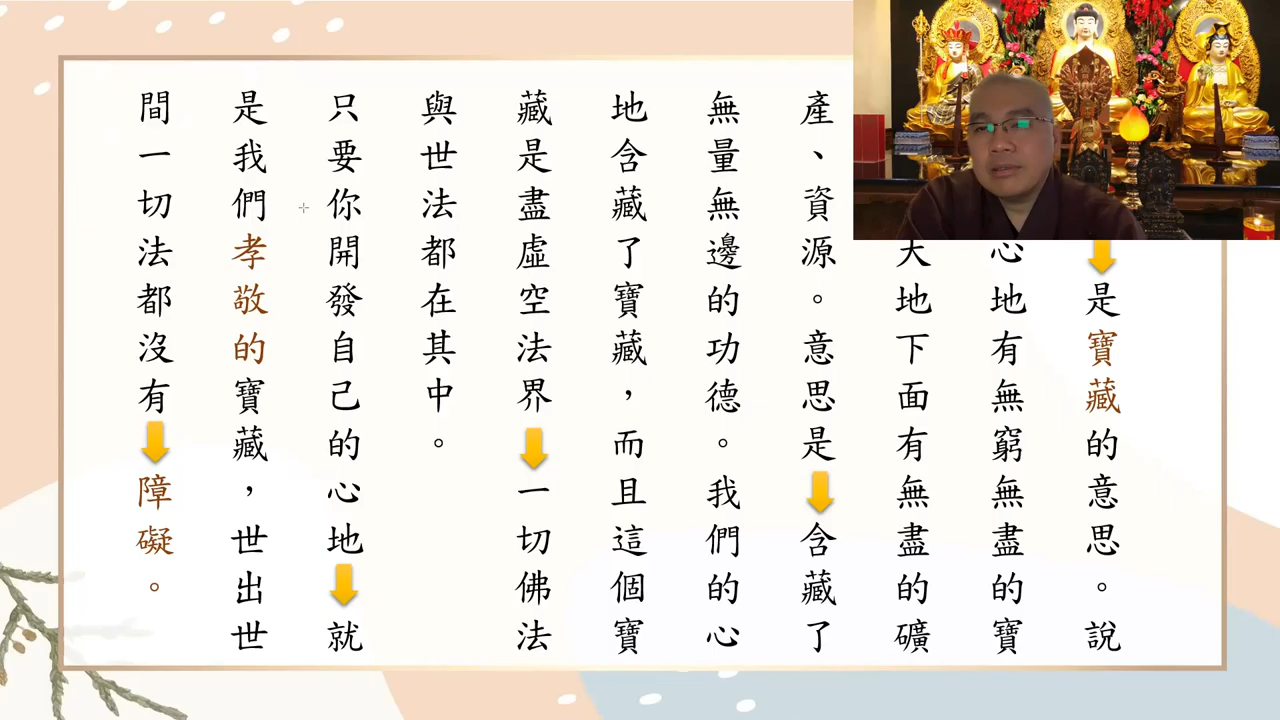 是寶藏的意思。說
心地有無窮無盡的寶
大地下面有無盡的礦
產、資源。意思是含藏了
無量無邊的功德。我們的心
地含藏了寶藏，而且這個寶
藏是盡虛空法界一切佛法
與世法都在其中。
只要你開發自己的心地就
是我們孝敬的寶藏，世出世
間一切法都沒有障礙。